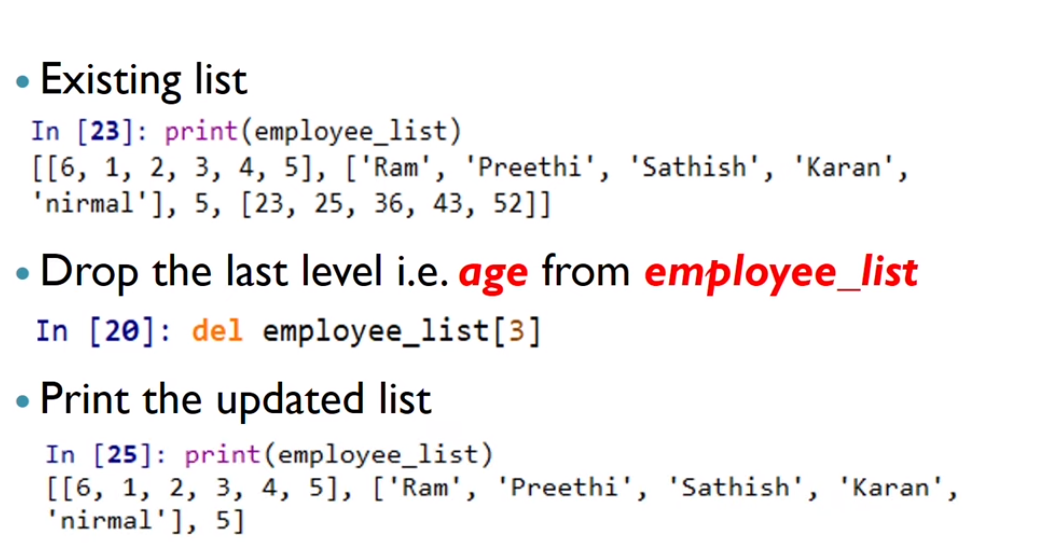 • Existing list
In [23]: print(employee_list)
[[6, 1, 2, 3, 4, 5], ['Ram', 'Preethi', 'Sathish', 'Karan',
'nirmal'], 5, [23, 25, 36, 43, 52]]
• Drop the last level i.e. age from employee_list
In [20]: del employee_list[3]
• Print the updated list
In [25]: print(employee_list)
[[6, 1, 2, 3, 4, 5], ['Ram', 'Preethi', 'Sathish', 'Karan',
'nirmal'], 5]